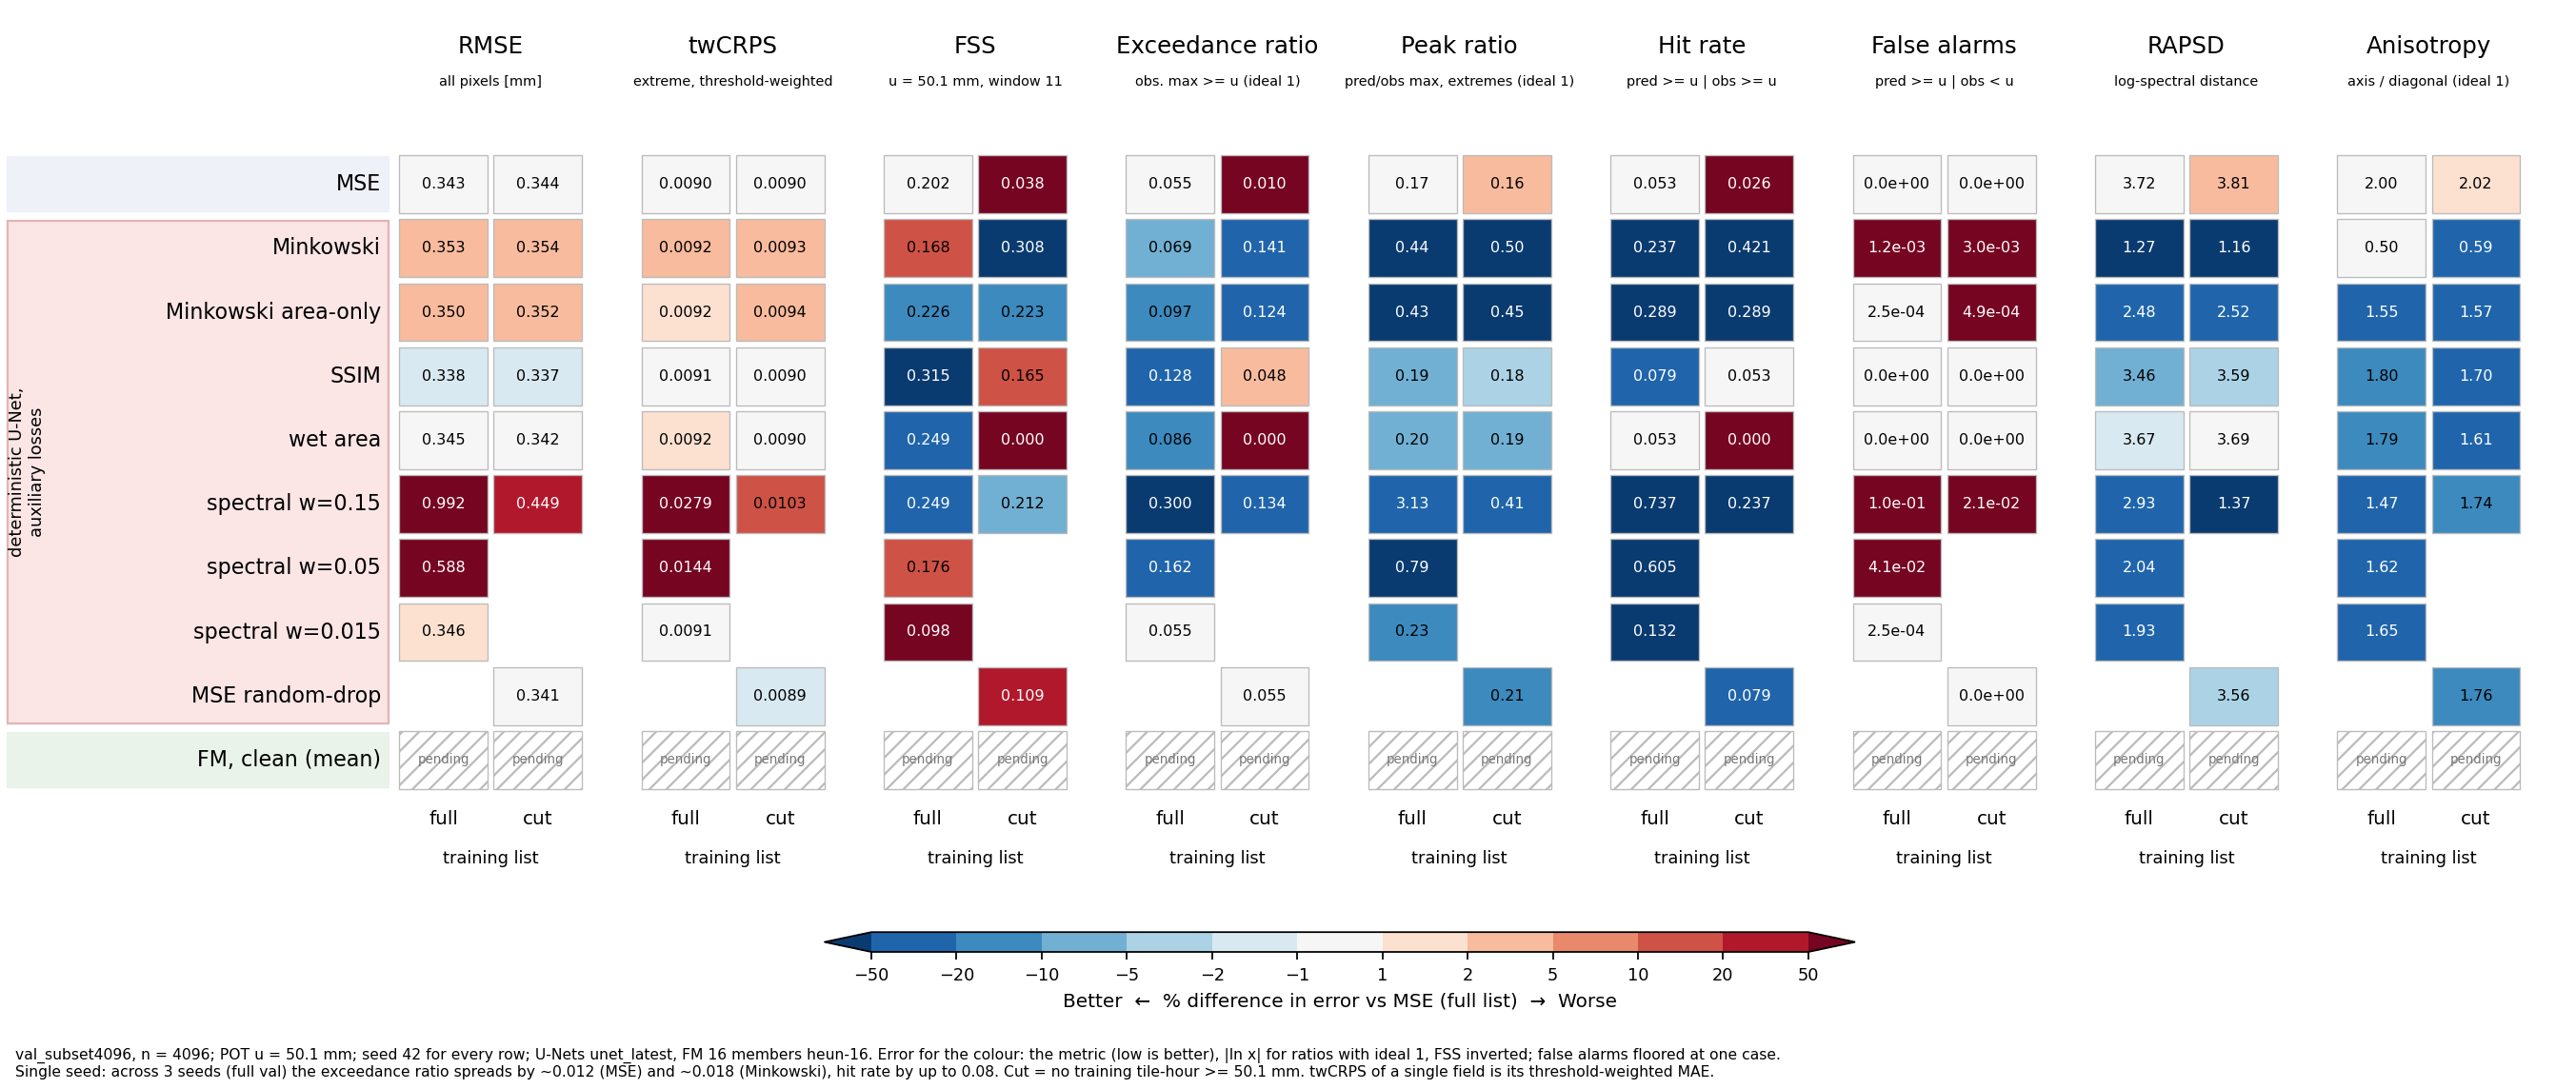 RMSE twCRPS FSS Exceedance ratio Peak ratio Hit rate False alarms RAPSD Anisotropy
all pixels [mm] extreme, threshold-weighted u = 50.1 mm, window 11 obs. max >= u (ideal 1) pred/obs max, extremes (ideal 1) pred >= u | obs >= u pred >= u | obs < u log-spectral distance axis / diagonal (ideal 1)
MSE 0.343 0.344 0.0090 0.0090 0.202 0.038 0.055 0.010 0.17 0.16 0.053 0.026 0.0e+00 0.0e+00 3.72 3.81 2.00 2.02
Minkowski 0.353 0.354 0.0092 0.0093 0.168 0.308 0.069 0.141 0.44 0.50 0.237 0.421 1.2e-03 3.0e-03 1.27 1.16 0.50 0.59
Minkowski area-only 0.350 0.352 0.0092 0.0094 0.226 0.223 0.097 0.124 0.43 0.45 0.289 0.289 2.5e-04 4.9e-04 2.48 2.52 1.55 1.57
SSIM 0.338 0.337 0.0091 0.0090 0.315 0.165 0.128 0.048 0.19 0.18 0.079 0.053 0.0e+00 0.0e+00 3.46 3.59 1.80 1.70
wet area 0.345 0.342 0.0092 0.0090 0.249 0.000 0.086 0.000 0.20 0.19 0.053 0.000 0.0e+00 0.0e+00 3.67 3.69 1.79 1.61
spectral w=0.15 0.992 0.449 0.0279 0.0103 0.249 0.212 0.300 0.134 3.13 0.41 0.737 0.237 1.0e-01 2.1e-02 2.93 1.37 1.47 1.74
spectral w=0.05 0.588 0.0144 0.176 0.162 0.79 0.605 4.1e-02 2.04 1.62
spectral w=0.015 0.346 0.0091 0.098 0.055 0.23 0.132 2.5e-04 1.93 1.65
MSE random-drop 0.341 0.0089 0.109 0.055 0.21 0.079 0.0e+00 3.56 1.76
deterministic U-Net,
auxiliary losses
FM, clean (mean) pending pending pending pending pending pending pending pending pending pending pending pending pending pending pending pending pending pending
full cut full cut full cut full cut full cut full cut full cut full cut full cut
training list training list training list training list training list training list training list training list training list
−50 −20 −10 −5 −2 −1 1 2 5 10 20 50
Better ← % difference in error vs MSE (full list) → Worse
val_subset4096, n = 4096; POT u = 50.1 mm; seed 42 for every row; U-Nets unet_latest, FM 16 members heun-16. Error for the colour: the metric (low is better), |ln x| for ratios with ideal 1, FSS inverted; false alarms floored at one case.
Single seed: across 3 seeds (full val) the exceedance ratio spreads by ~0.012 (MSE) and ~0.018 (Minkowski), hit rate by up to 0.08. Cut = no training tile-hour >= 50.1 mm. twCRPS of a single field is its threshold-weighted MAE.